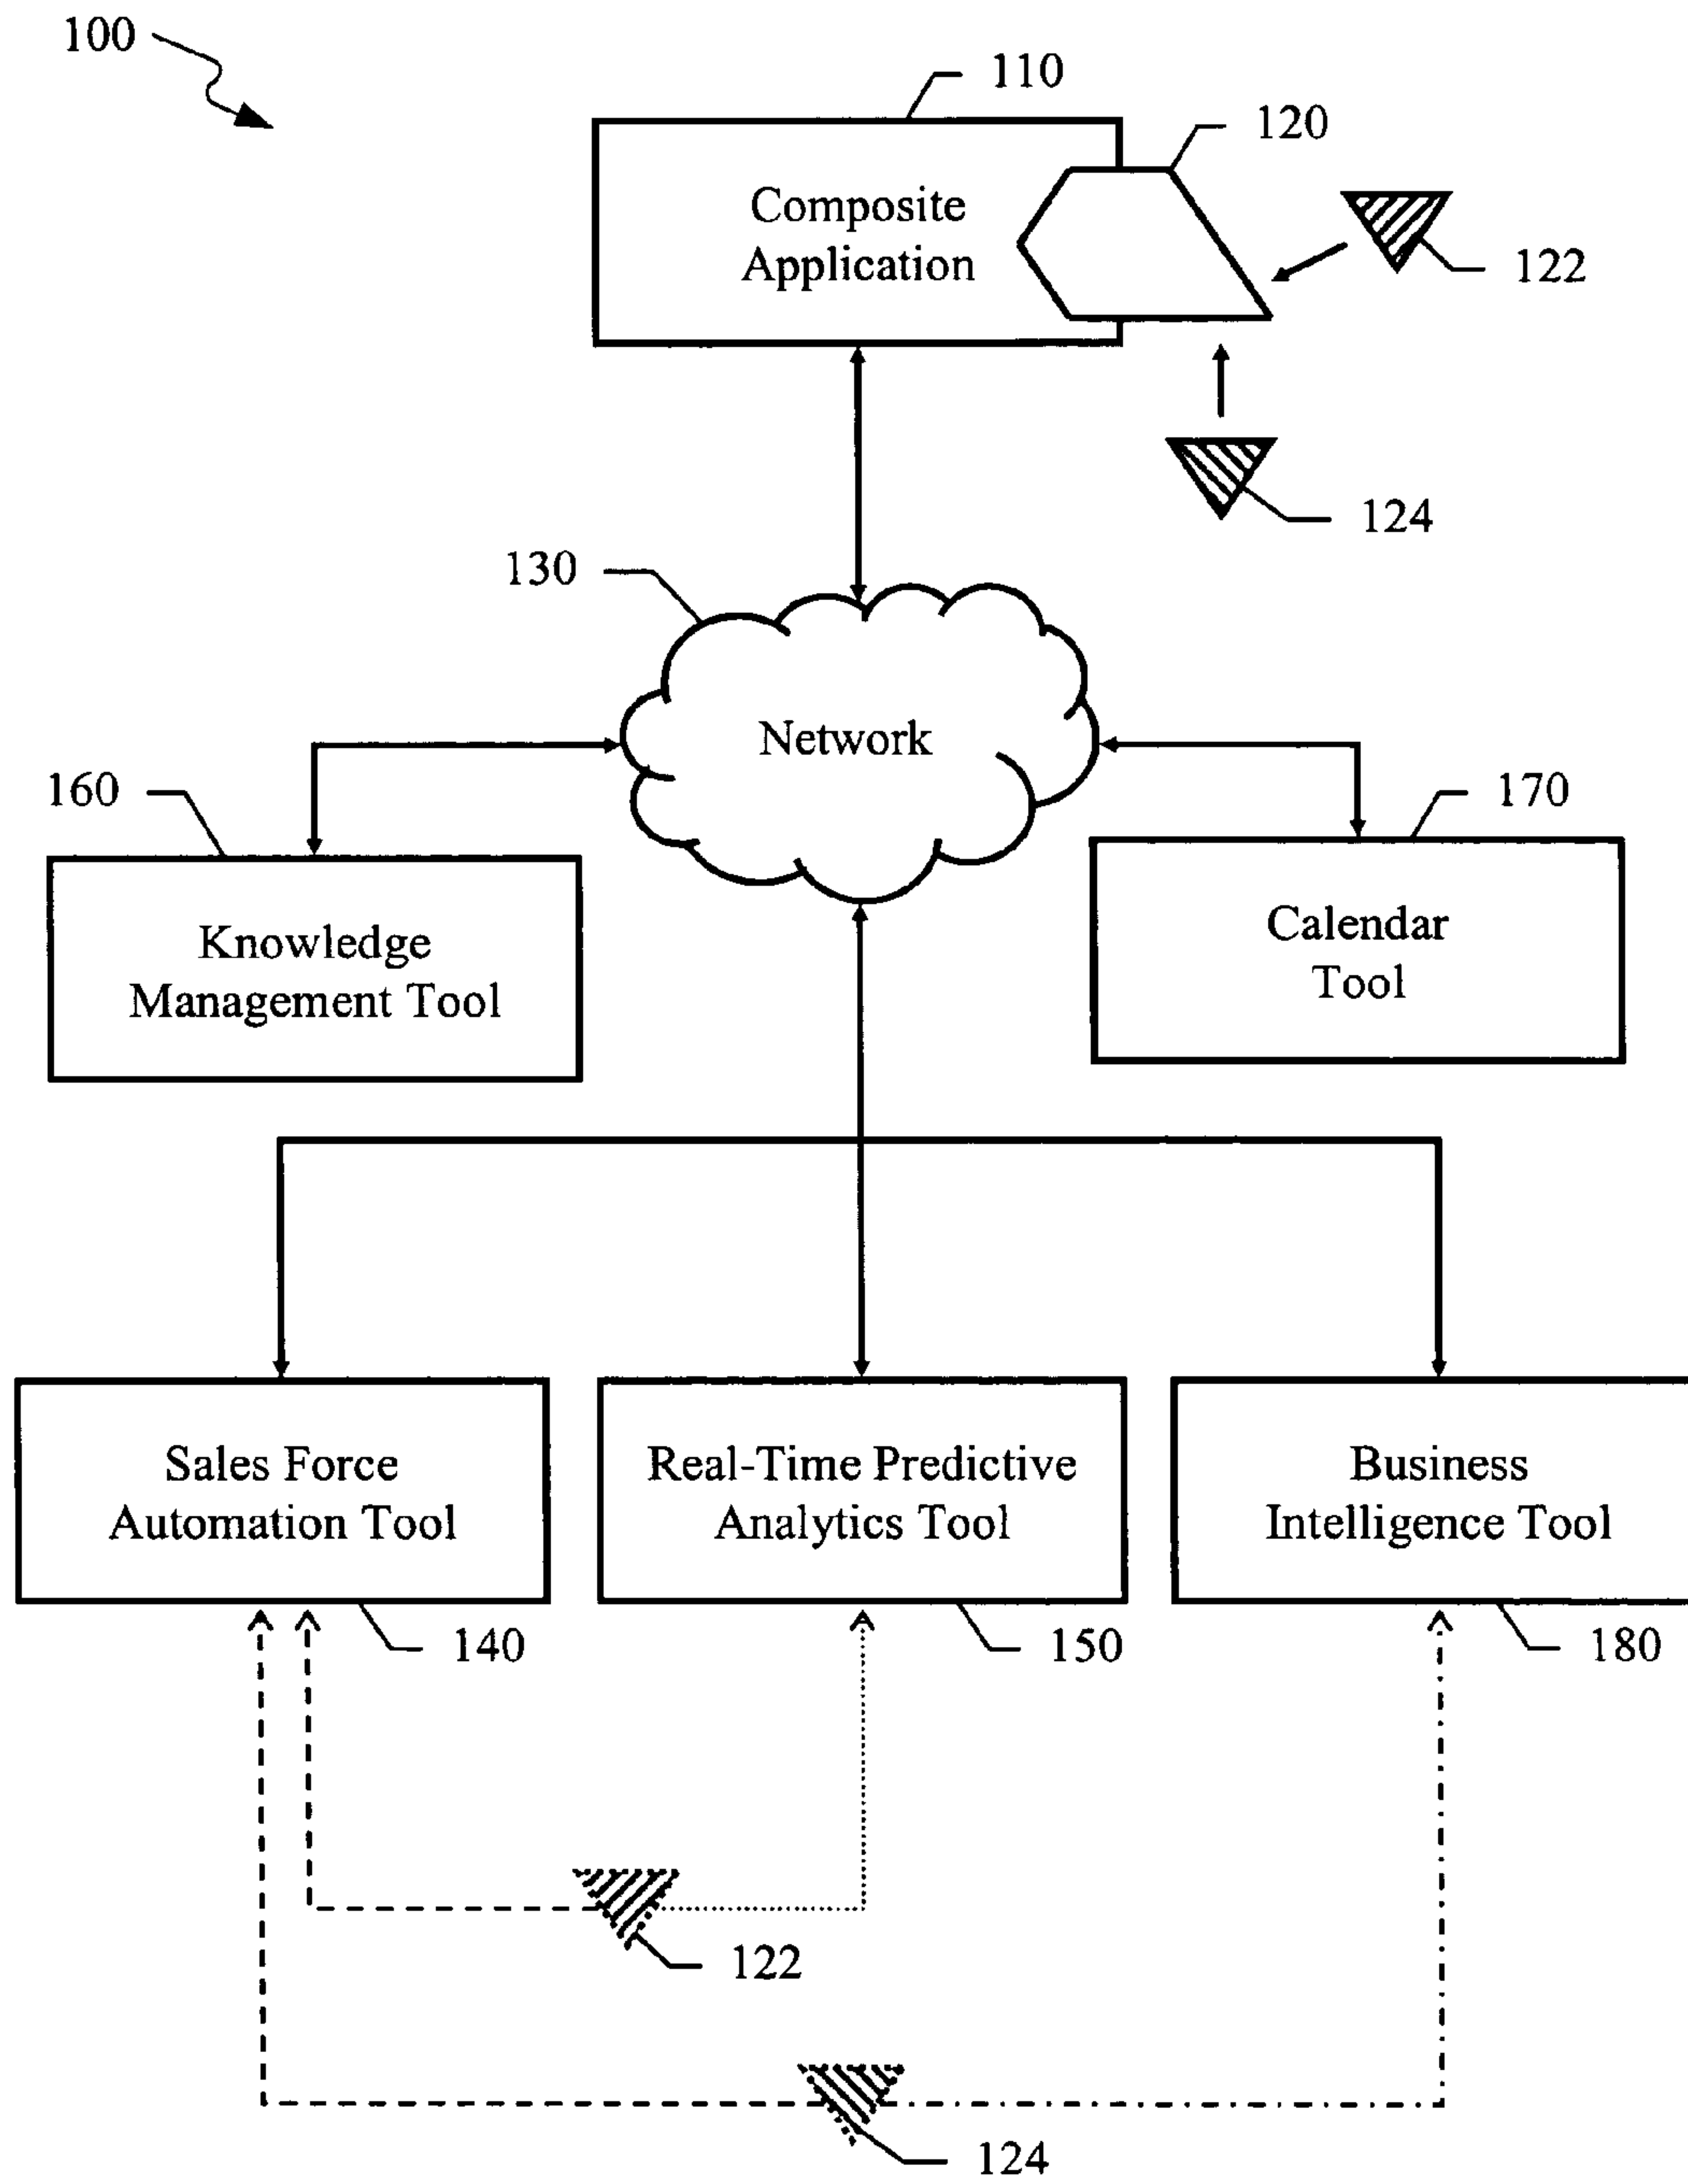 100
110
120
Composite
Application
122
124
130
Network
160
170
Knowledge
Management Tool
Calendar
Tool
Sales Force
Automation Tool
Real-Time Predictive
Analytics Tool
Business
Intelligence Tool
140
150
180
122
124